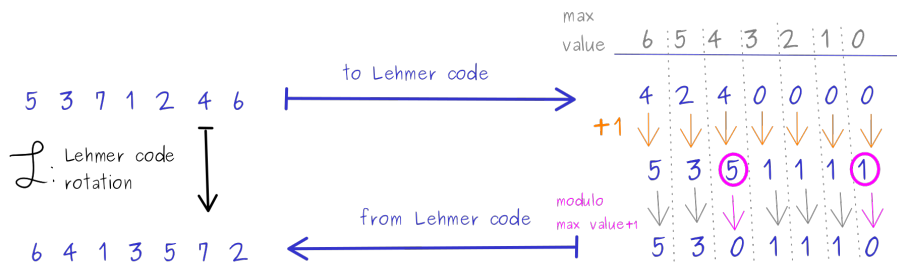 max
value 6 5 4 3 2 1 0
to Lehmer code
5 3 7 1 2 4 6
4 2 4 0 0 0 0
+1
ℒ: Lehmer code
rotation
5 3 5 1 1 1 1
modulo
max value+1
from Lehmer code
6 4 1 3 5 7 2
5 3 0 1 1 1 0